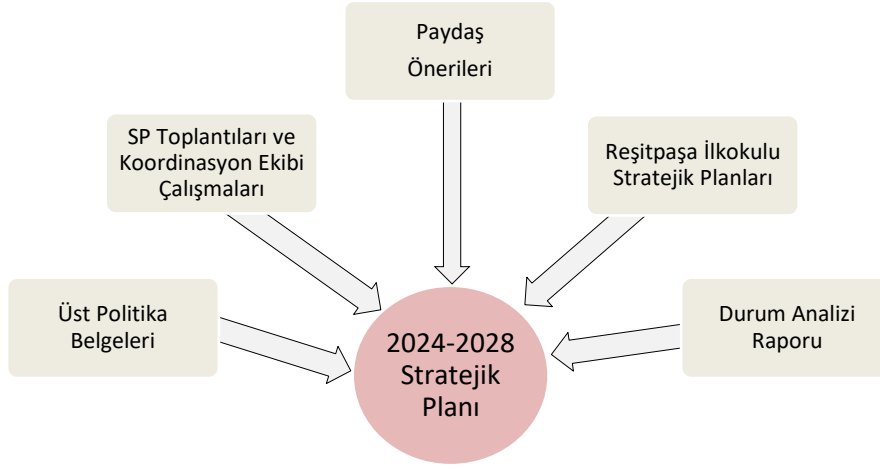 Paydaş
Önerileri
SP Toplantıları ve
Koordinasyon Ekibi
Çalışmaları
Reşitpaşa İlkokulu
Stratejik Planları
Üst Politika
Belgeleri
Durum Analizi
Raporu
2024-2028
Stratejik
Planı